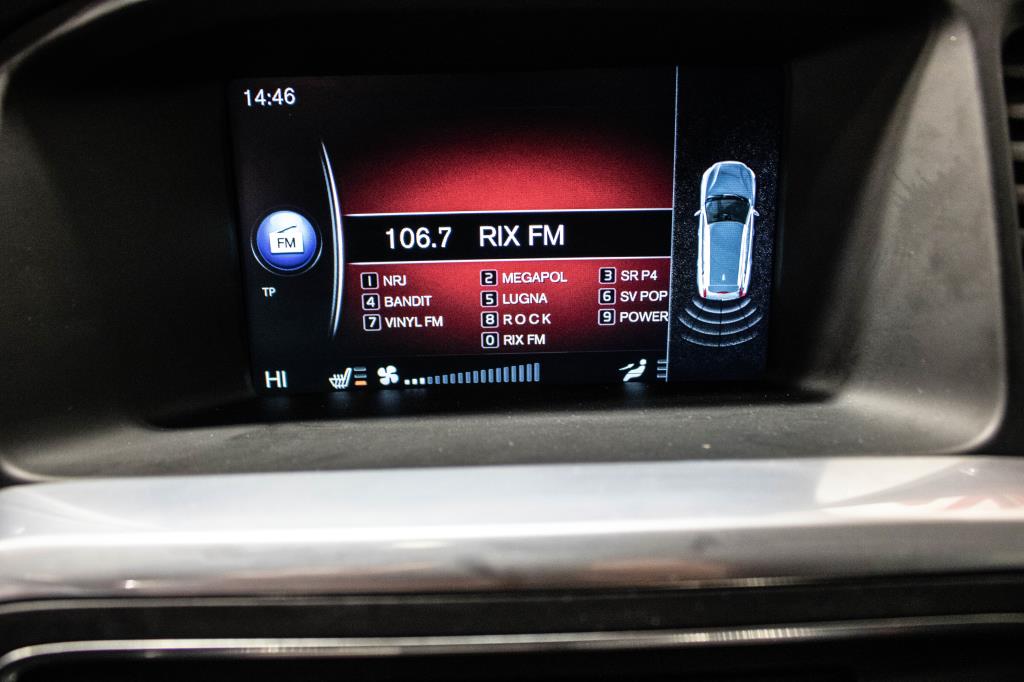 14:46
FM
106.7 RIX FM
TP
1 NRJ 2 MEGAPOL 3 SR P4
4 BANDIT 5 LUGNA 6 SV POP
7 VINYL FM 8 ROCK 9 POWER
0 RIX FM
HI